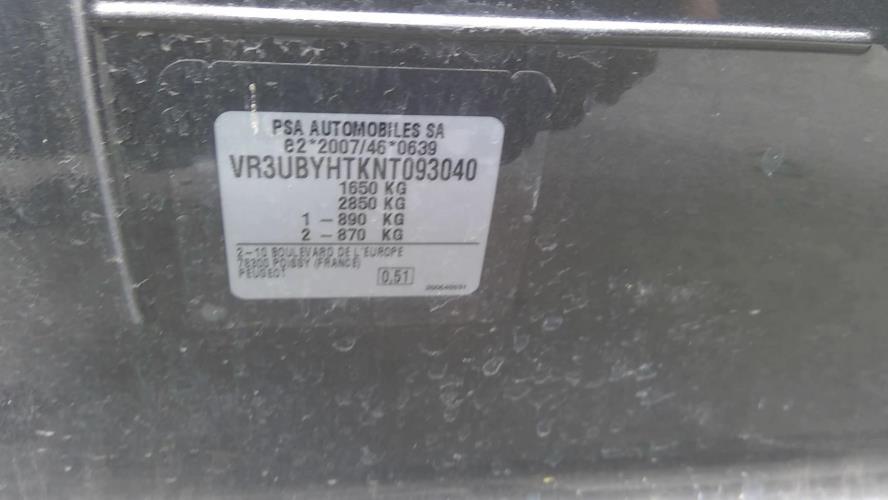 PSA AUTOMOBILES SA
e2*2007/46*0639
VR3UBYHTKNT093040
1650 KG
2850 KG
1 - 890 KG
2 - 870 KG
2-10 BOULEVARD DE L'EUROPE
78300 POISSY (FRANCE)
PEUGEOT
0.51